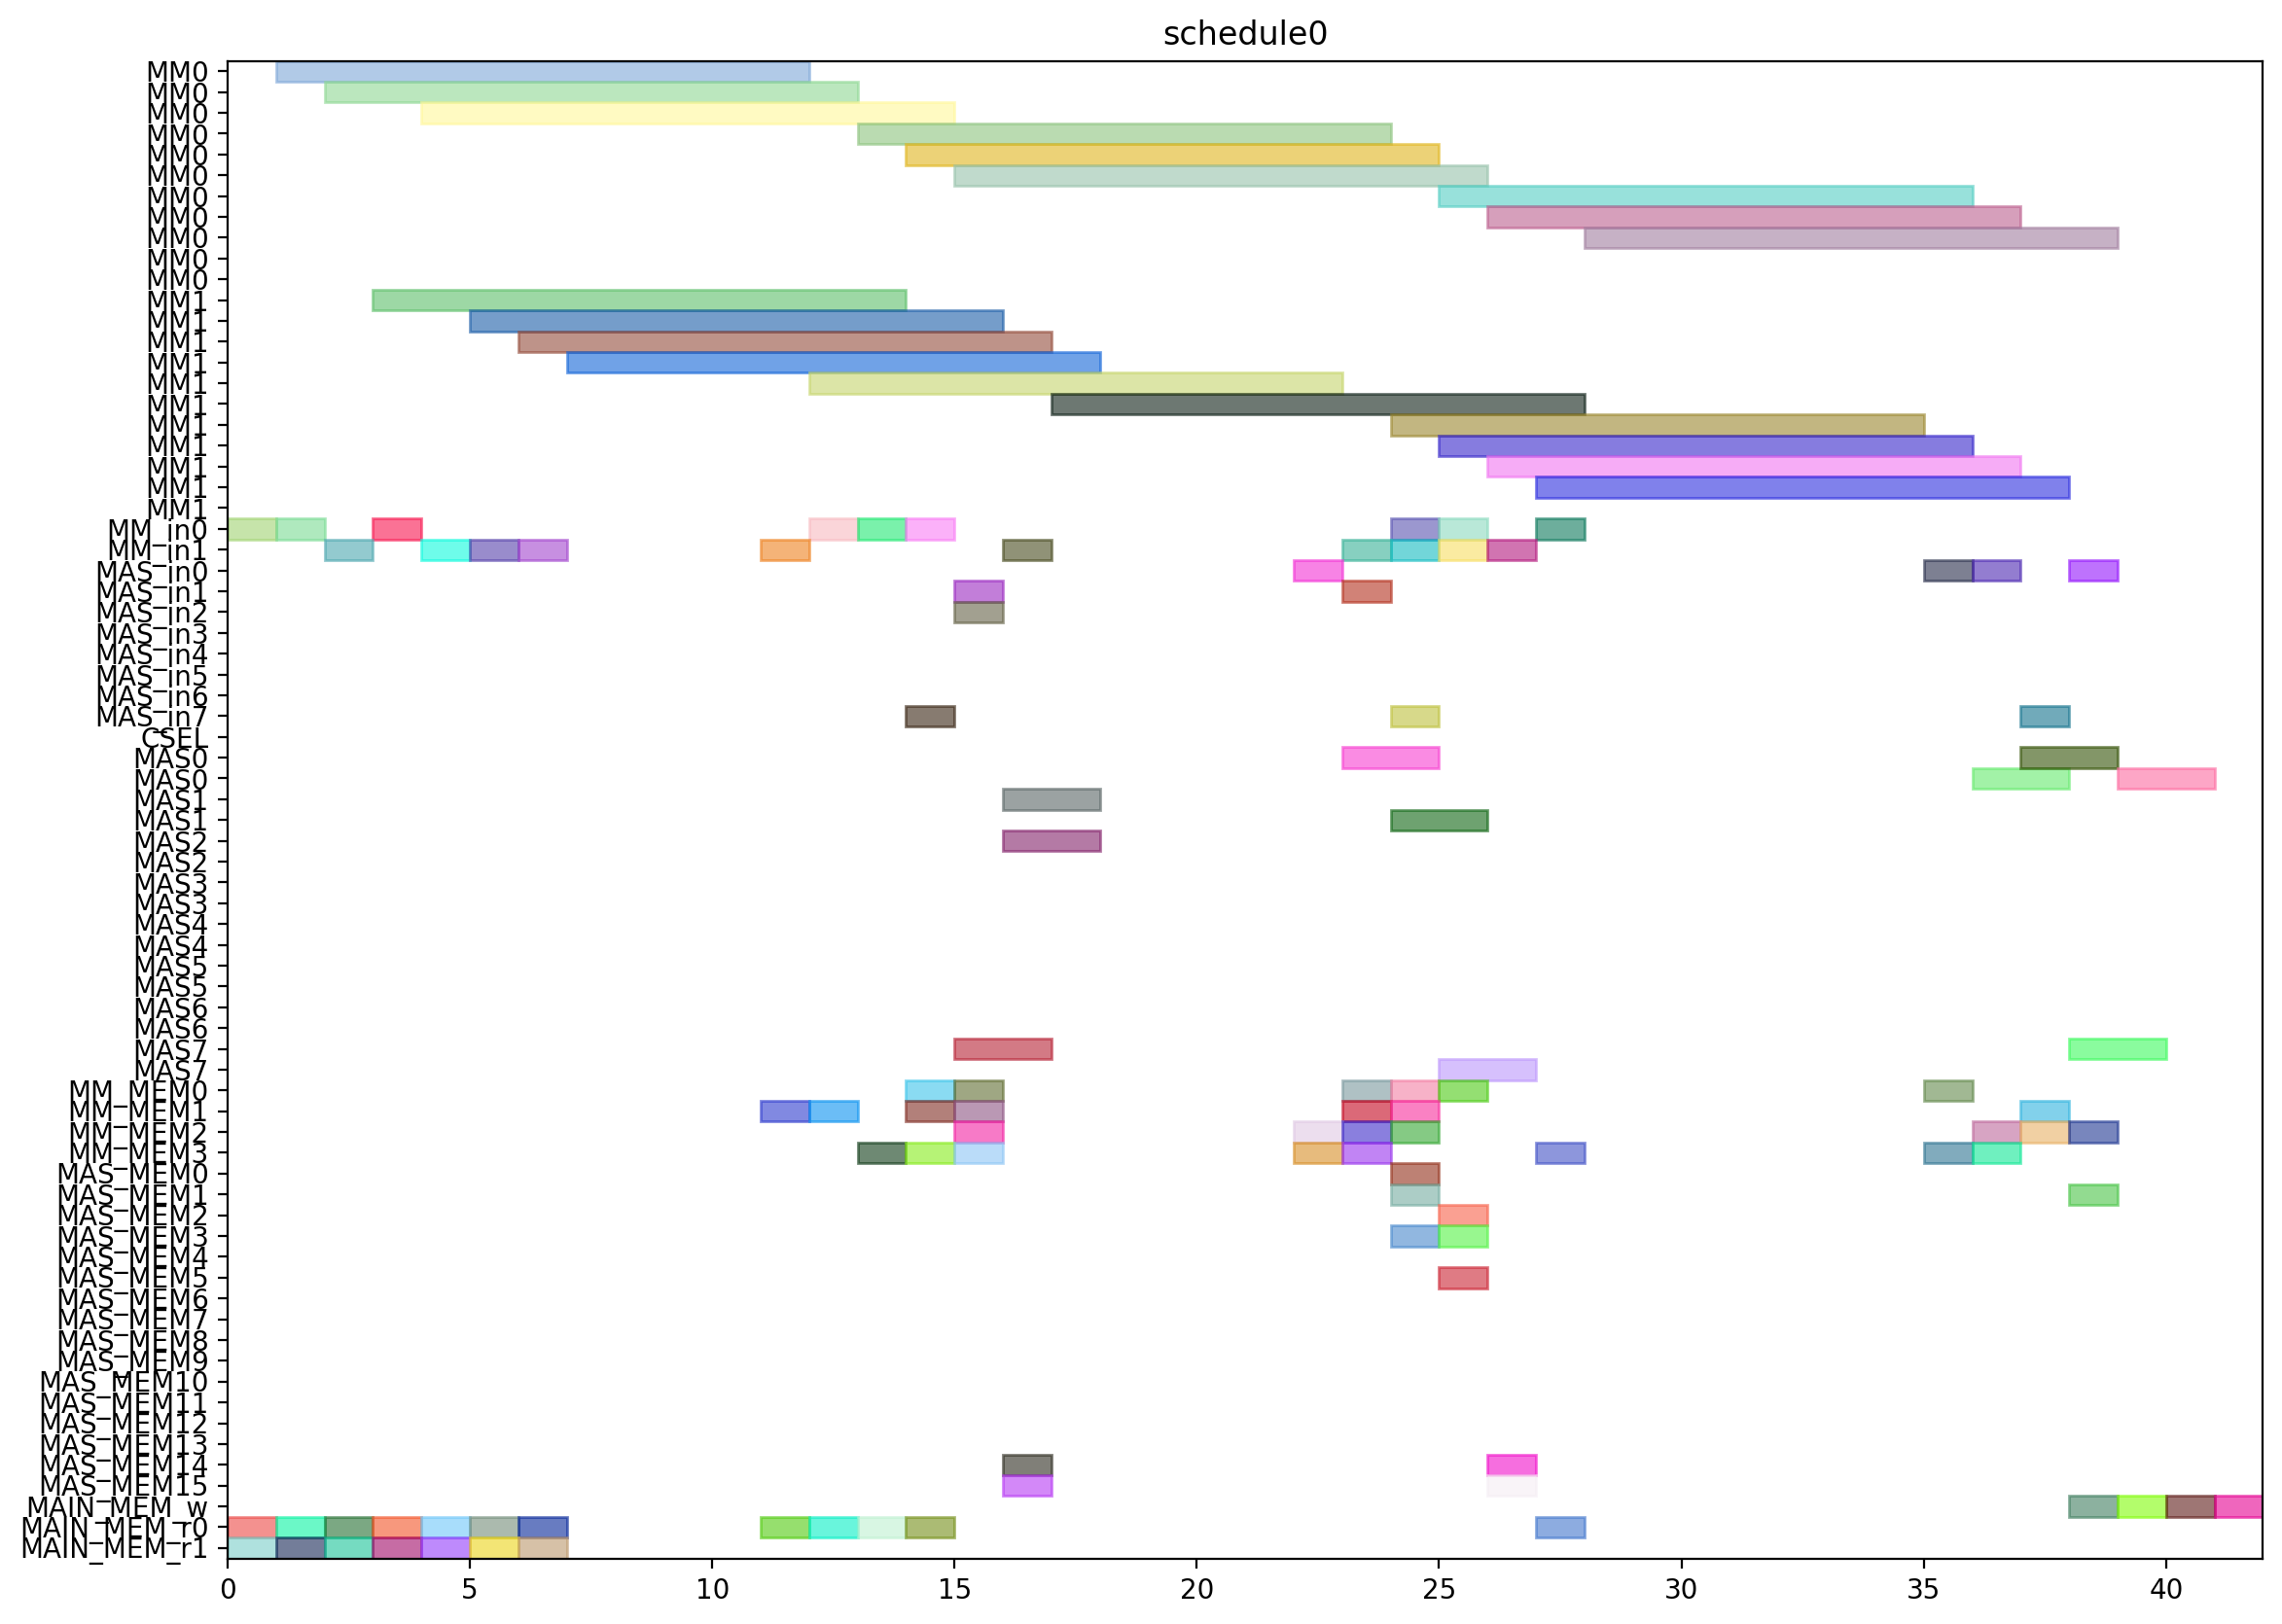 schedule0
MM0
MM0
MM0
MM0
MM0
MM0
MM0
MM0
MM0
MM0
MM0
MM1
MM1
MM1
MM1
MM1
MM1
MM1
MM1
MM1
MM1
MM1
MM_in0
MM_in1
MAS_in0
MAS_in1
MAS_in2
MAS_in3
MAS_in4
MAS_in5
MAS_in6
MAS_in7
CSEL
MAS0
MAS0
MAS1
MAS1
MAS2
MAS2
MAS3
MAS3
MAS4
MAS4
MAS5
MAS5
MAS6
MAS6
MAS7
MAS7
MM_MEM0
MM_MEM1
MM_MEM2
MM_MEM3
MAS_MEM0
MAS_MEM1
MAS_MEM2
MAS_MEM3
MAS_MEM4
MAS_MEM5
MAS_MEM6
MAS_MEM7
MAS_MEM8
MAS_MEM9
MAS_MEM10
MAS_MEM11
MAS_MEM12
MAS_MEM13
MAS_MEM14
MAS_MEM15
MAIN_MEM_w
MAIN_MEM_r0
MAIN_MEM_r1
0 5 10 15 20 25 30 35 40